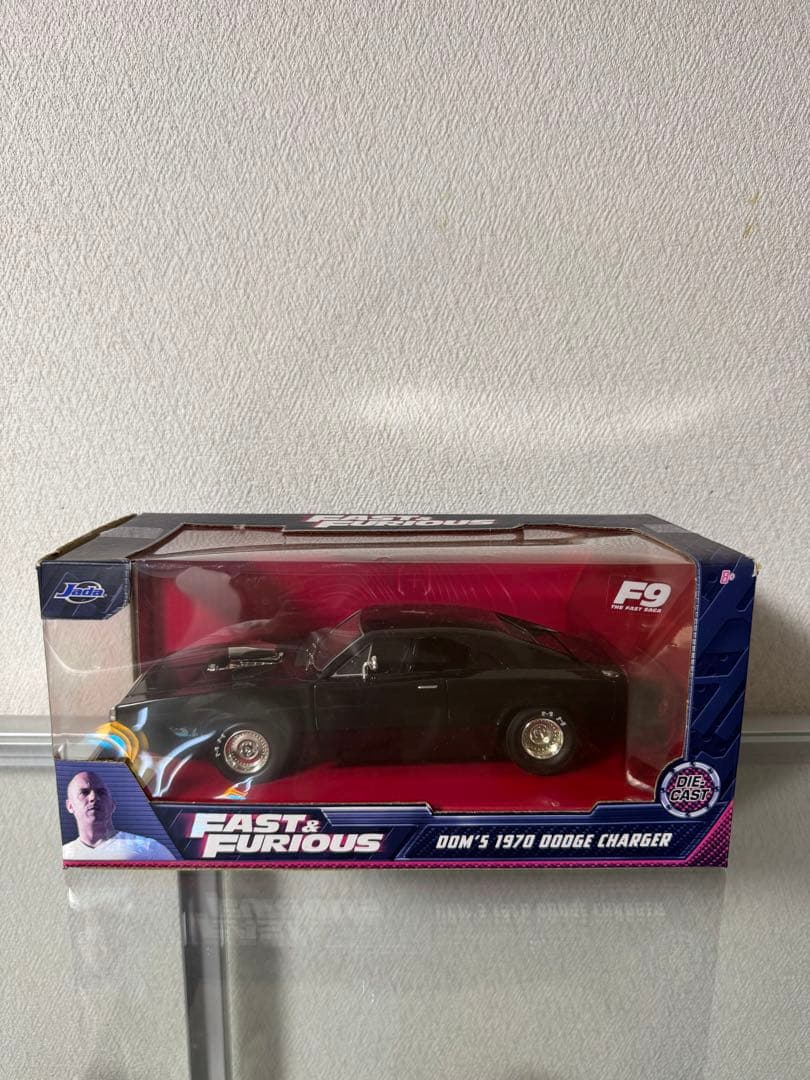 FAST &
FURIOUS
Jada
8+
F9
THE FAST SAGA
DIE-
CAST
FAST &
FURIOUS
DOM'S 1970 DODGE CHARGER